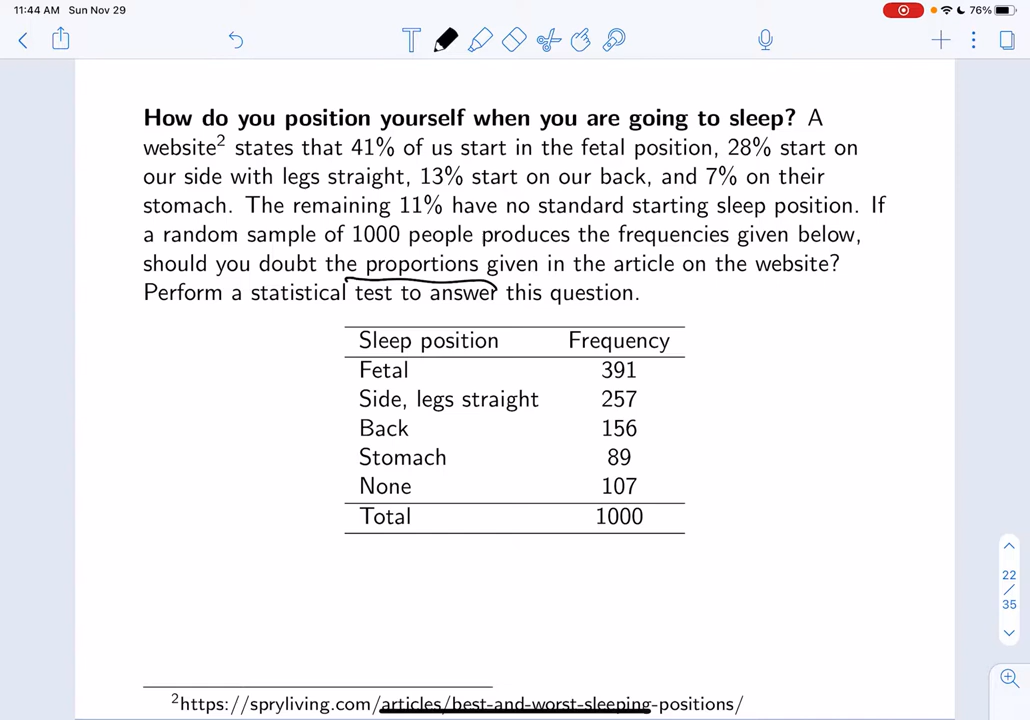 11:44 AM Sun Nov 29 76%
T
How do you position yourself when you are going to sleep? A
website² states that 41% of us start in the fetal position, 28% start on
our side with legs straight, 13% start on our back, and 7% on their
stomach. The remaining 11% have no standard starting sleep position. If
a random sample of 1000 people produces the frequencies given below,
should you doubt the proportions given in the article on the website?
Perform a statistical test to answer this question.
Sleep position Frequency
Fetal 391
Side, legs straight 257
Back 156
Stomach 89
None 107
Total 1000
22
/
35
²https://spryliving.com/articles/best-and-worst-sleeping-positions/